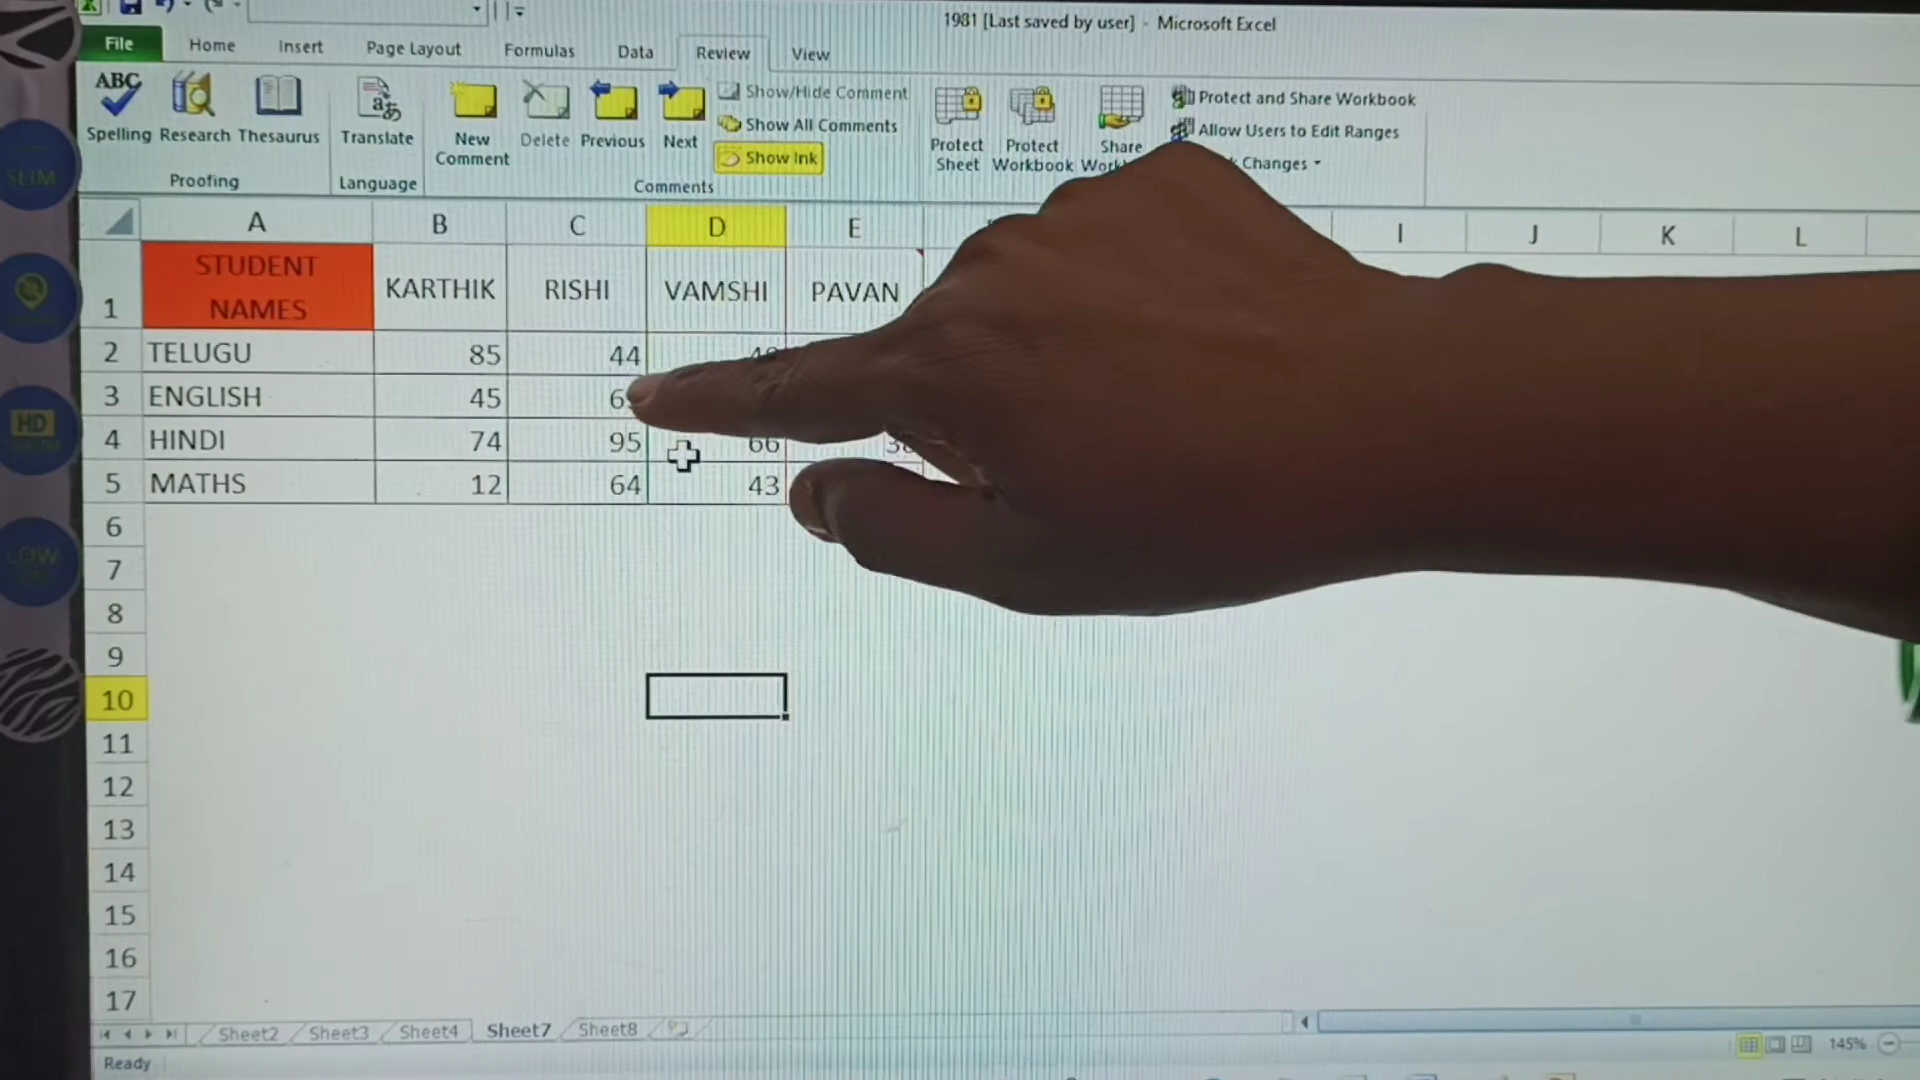 1981 [Last saved by user] - Microsoft Excel
File Home Insert Page Layout Formulas Data Review View
ABC
Spelling Research Thesaurus
Proofing
Translate
Language
New Comment
Delete Previous Next
Show/Hide Comment
Show All Comments
Show Ink
Comments
Protect Sheet
Protect Workbook
Share
Protect and Share Workbook
Allow Users to Edit Ranges
Changes
A B C D E I J K L
1 STUDENT NAMES KARTHIK RISHI VAMSHI PAVAN
2 TELUGU 85 44
3 ENGLISH 45
4 HINDI 74 95 66
5 MATHS 12 64 43
6
7
8
9
10
11
12
13
14
15
16
17
Sheet2 Sheet3 Sheet4 Sheet7 Sheet8
Ready
145%
SLIM
HD
LOW